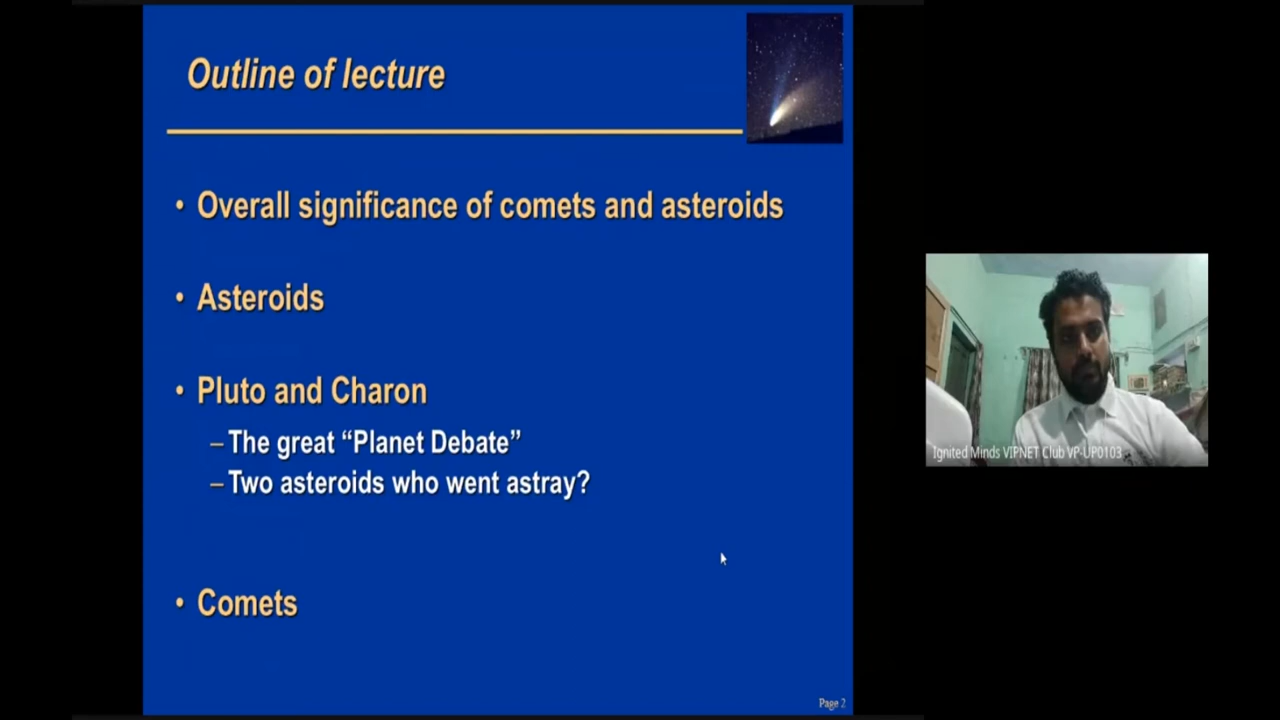 Outline of lecture
• Overall significance of comets and asteroids
• Asteroids
• Pluto and Charon
– The great “Planet Debate”
– Two asteroids who went astray?
• Comets
Page 2
Ignited Minds VIPNET Club VP-UP0103